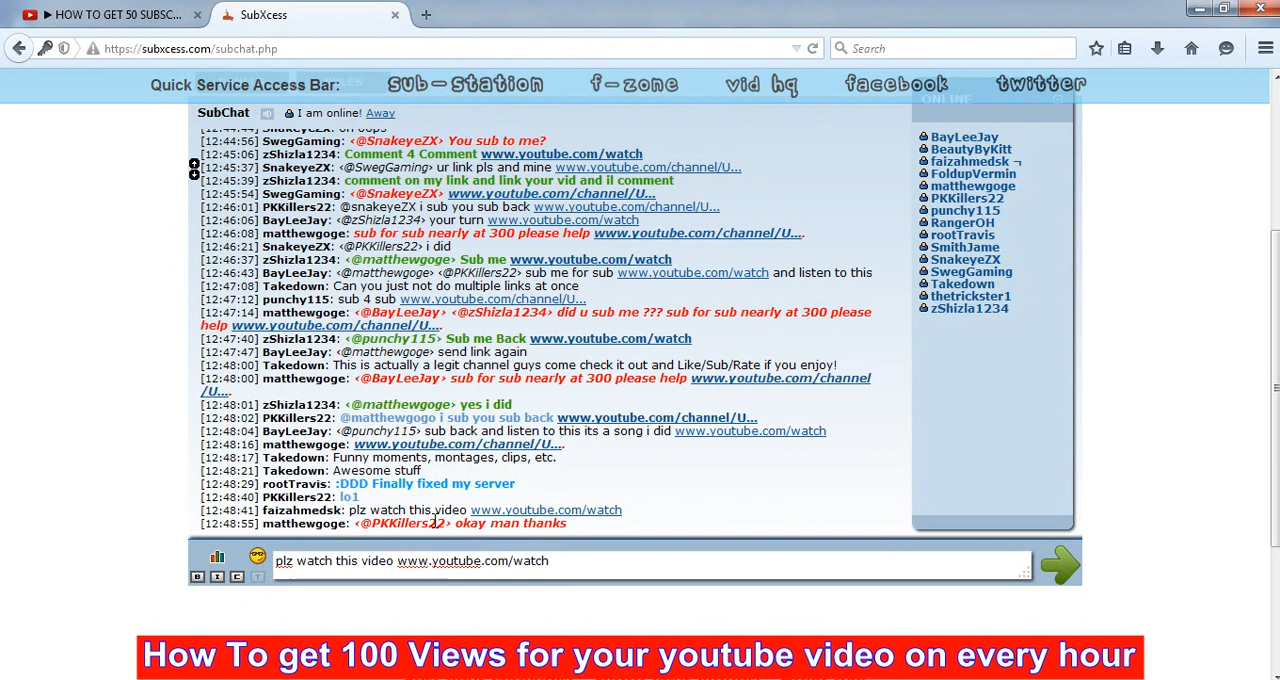 ▶ HOW TO GET 50 SUBSC...
SubXcess
https://subxcess.com/subchat.php
Search
Quick Service Access Bar: sub-station f-zone vid hq facebook twitter
SubChat I am online! Away
ONLINE
[12:44:44] SnakeyeZX: oh oops
[12:44:56] SwegGaming: ‹@SnakeyeZX› You sub to me?
[12:45:06] zShizla1234: Comment 4 Comment www.youtube.com/watch
[12:45:37] SnakeyeZX: ‹@SwegGaming› ur link pls and mine www.youtube.com/channel/U...
[12:45:39] zShizla1234: comment on my link and link your vid and il comment
[12:45:54] SwegGaming: ‹@SnakeyeZX› www.youtube.com/channel/U...
[12:46:01] PKKillers22: @snakeyeZX i sub you sub back www.youtube.com/channel/U...
[12:46:06] BayLeeJay: ‹@zShizla1234› your turn www.youtube.com/watch
[12:46:08] matthewgoge: sub for sub nearly at 300 please help www.youtube.com/channel/U....
[12:46:21] SnakeyeZX: ‹@PKKillers22› i did
[12:46:37] zShizla1234: ‹@matthewgoge› Sub me www.youtube.com/watch
[12:46:43] BayLeeJay: ‹@matthewgoge› ‹@PKKillers22› sub me for sub www.youtube.com/watch and listen to this
[12:47:08] Takedown: Can you just not do multiple links at once
[12:47:12] punchy115: sub 4 sub www.youtube.com/channel/U...
[12:47:14] matthewgoge: ‹@BayLeeJay› ‹@zShizla1234› did u sub me ??? sub for sub nearly at 300 please
help www.youtube.com/channel/U....
[12:47:40] zShizla1234: ‹@punchy115› Sub me Back www.youtube.com/watch
[12:47:47] BayLeeJay: ‹@matthewgoge› send link again
[12:47:54] Takedown: This is actually a legit channel guys come check it out and Like/Sub/Rate if you enjoy!
[12:48:00] matthewgoge: ‹@BayLeeJay› sub for sub nearly at 300 please help www.youtube.com/channel
/U....
[12:48:01] zShizla1234: ‹@matthewgoge› yes i did
[12:48:02] PKKillers22: @matthewgogo i sub you sub back www.youtube.com/channel/U...
[12:48:04] BayLeeJay: ‹@punchy115› sub back and listen to this its a song i did www.youtube.com/watch
[12:48:16] matthewgoge: www.youtube.com/channel/U....
[12:48:17] Takedown: Funny moments, montages, clips, etc.
[12:48:21] Takedown: Awesome stuff
[12:48:29] rootTravis: :DDD Finally fixed my server
[12:48:40] PKKillers22: lo1
[12:48:41] faizahmedsk: plz watch this video www.youtube.com/watch
[12:48:55] matthewgoge: ‹@PKKillers22› okay man thanks
BayLeeJay
BeautyByKitt
faizahmedsk ¬
FoldupVermin
matthewgoge
PKKillers22
punchy115
RangerOH
rootTravis
SmithJame
SnakeyeZX
SwegGaming
Takedown
thetrickster1
zShizla1234
plz watch this video www.youtube.com/watch
B I C T
How To get 100 Views for your youtube video on every hour